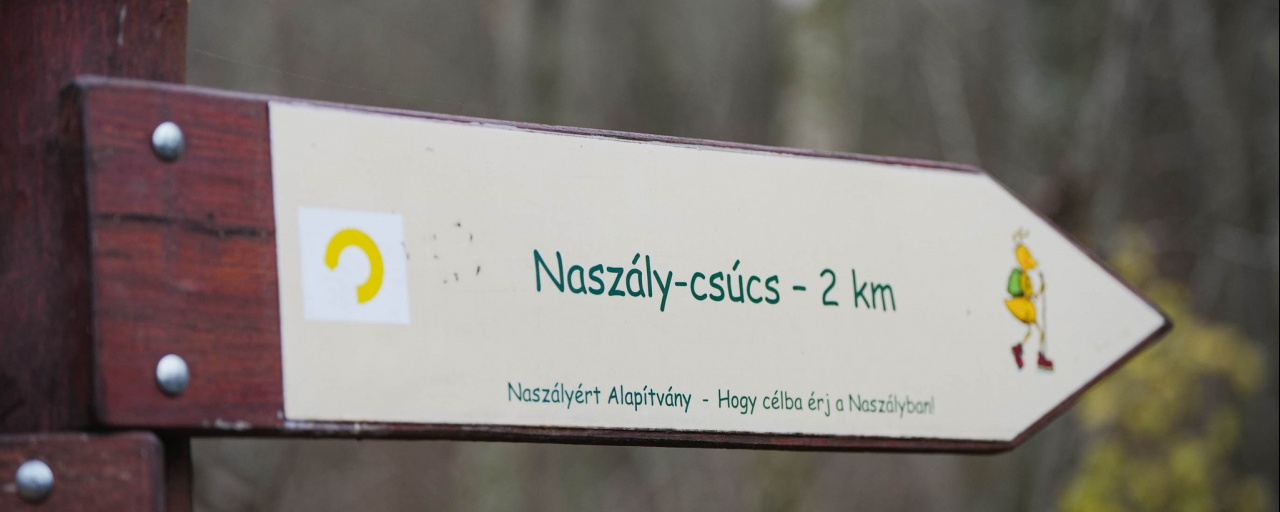 Naszály-csúcs - 2 km
Naszályért Alapítvány - Hogy célba érj a Naszályban!